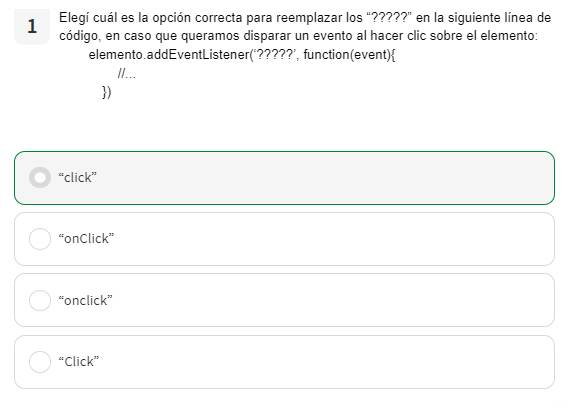 1
Elegí cuál es la opción correcta para reemplazar los “?????” en la siguiente línea de
código, en caso que queramos disparar un evento al hacer clic sobre el elemento:
elemento.addEventListener(‘?????’, function(event){
//...
})
“click”
“onClick”
“onclick”
“Click”